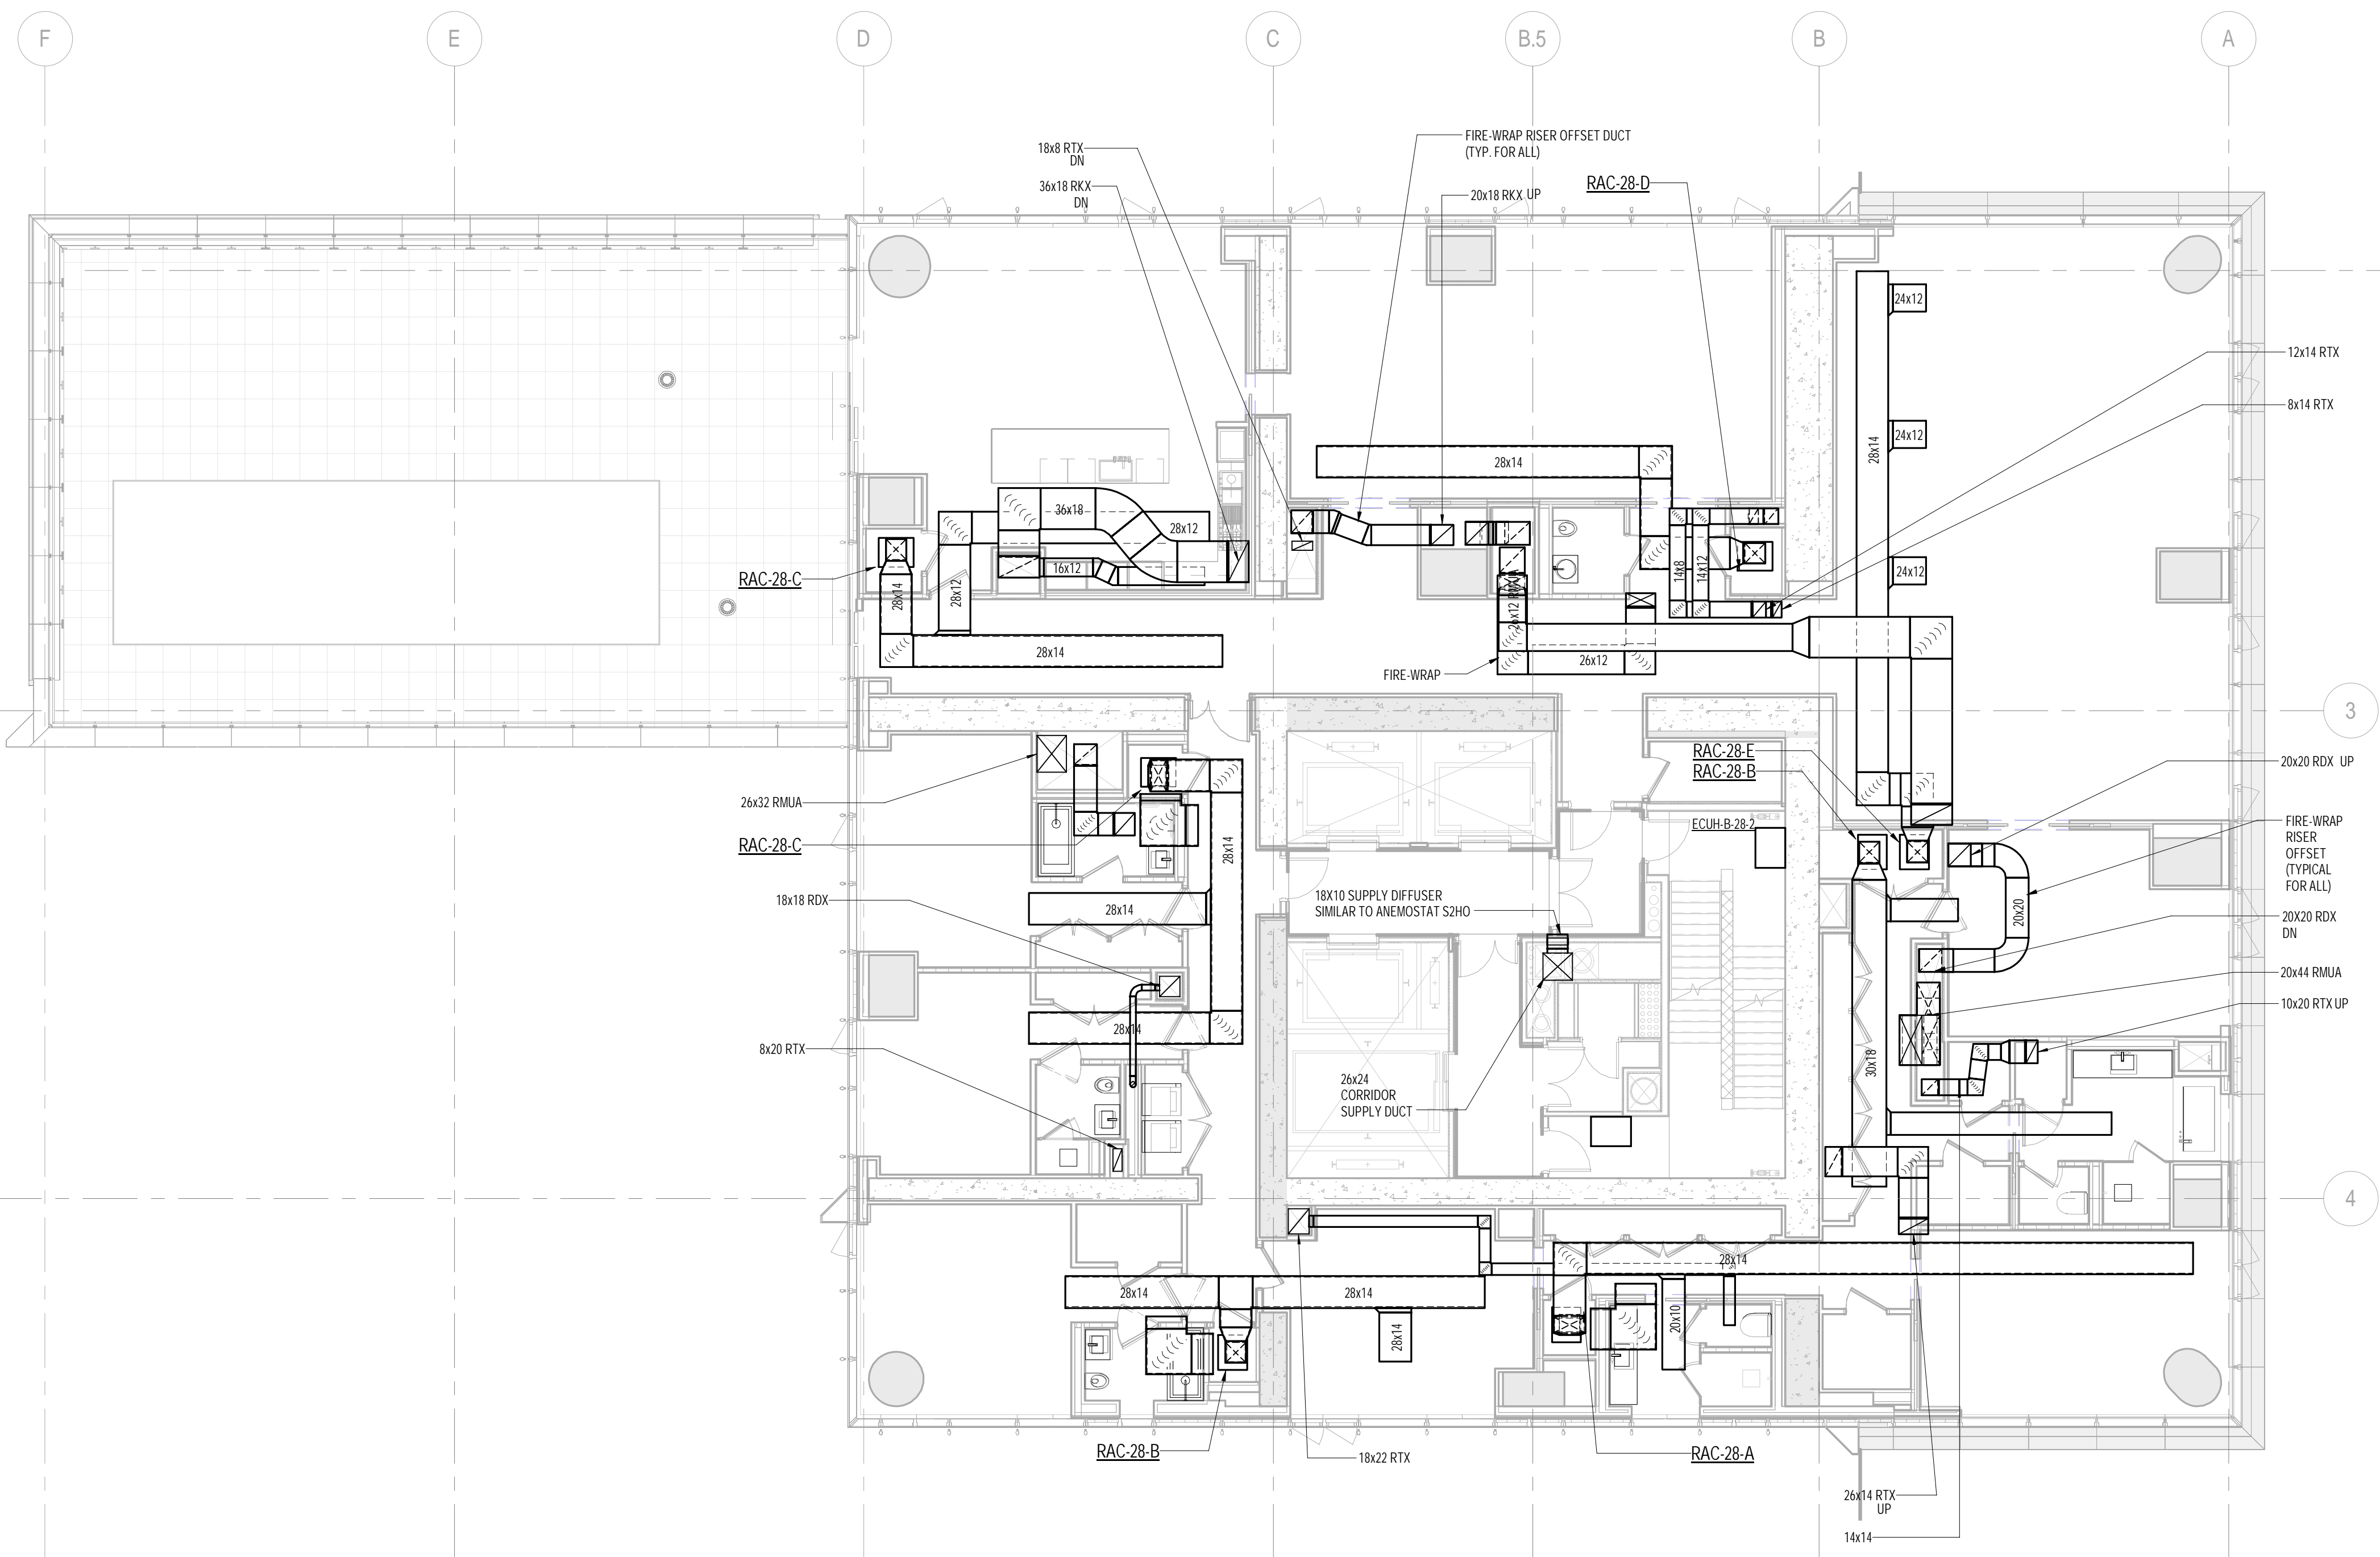 F
E
D
C
B.5
B
A
FIRE-WRAP RISER OFFSET DUCT
(TYP. FOR ALL)
18x8 RTX
DN
36x18 RKX
DN
20x18 RKX UP
RAC-28-D
24x12
12x14 RTX
8x14 RTX
24x12
28x14
28x14
36x18
28x12
16x12
14x8
14x12
24x12
RAC-28-C
28x14
28x12
28x14
26x12
FIRE-WRAP
3
RAC-28-E
RAC-28-B
20x20 RDX UP
26x32 RMUA
ECUH-B-28-2
FIRE-WRAP
RISER
OFFSET
(TYPICAL
FOR ALL)
RAC-28-C
28x14
18X10 SUPPLY DIFFUSER
SIMILAR TO ANEMOSTAT S2HO
18x18 RDX
28x14
20x20
20X20 RDX
DN
20x44 RMUA
10x20 RTX UP
28x14
8x20 RTX
30x18
26x24
CORRIDOR
SUPPLY DUCT
4
28x14
28x14
28x14
28x14
20x10
RAC-28-B
18x22 RTX
RAC-28-A
26x14 RTX
UP
14x14